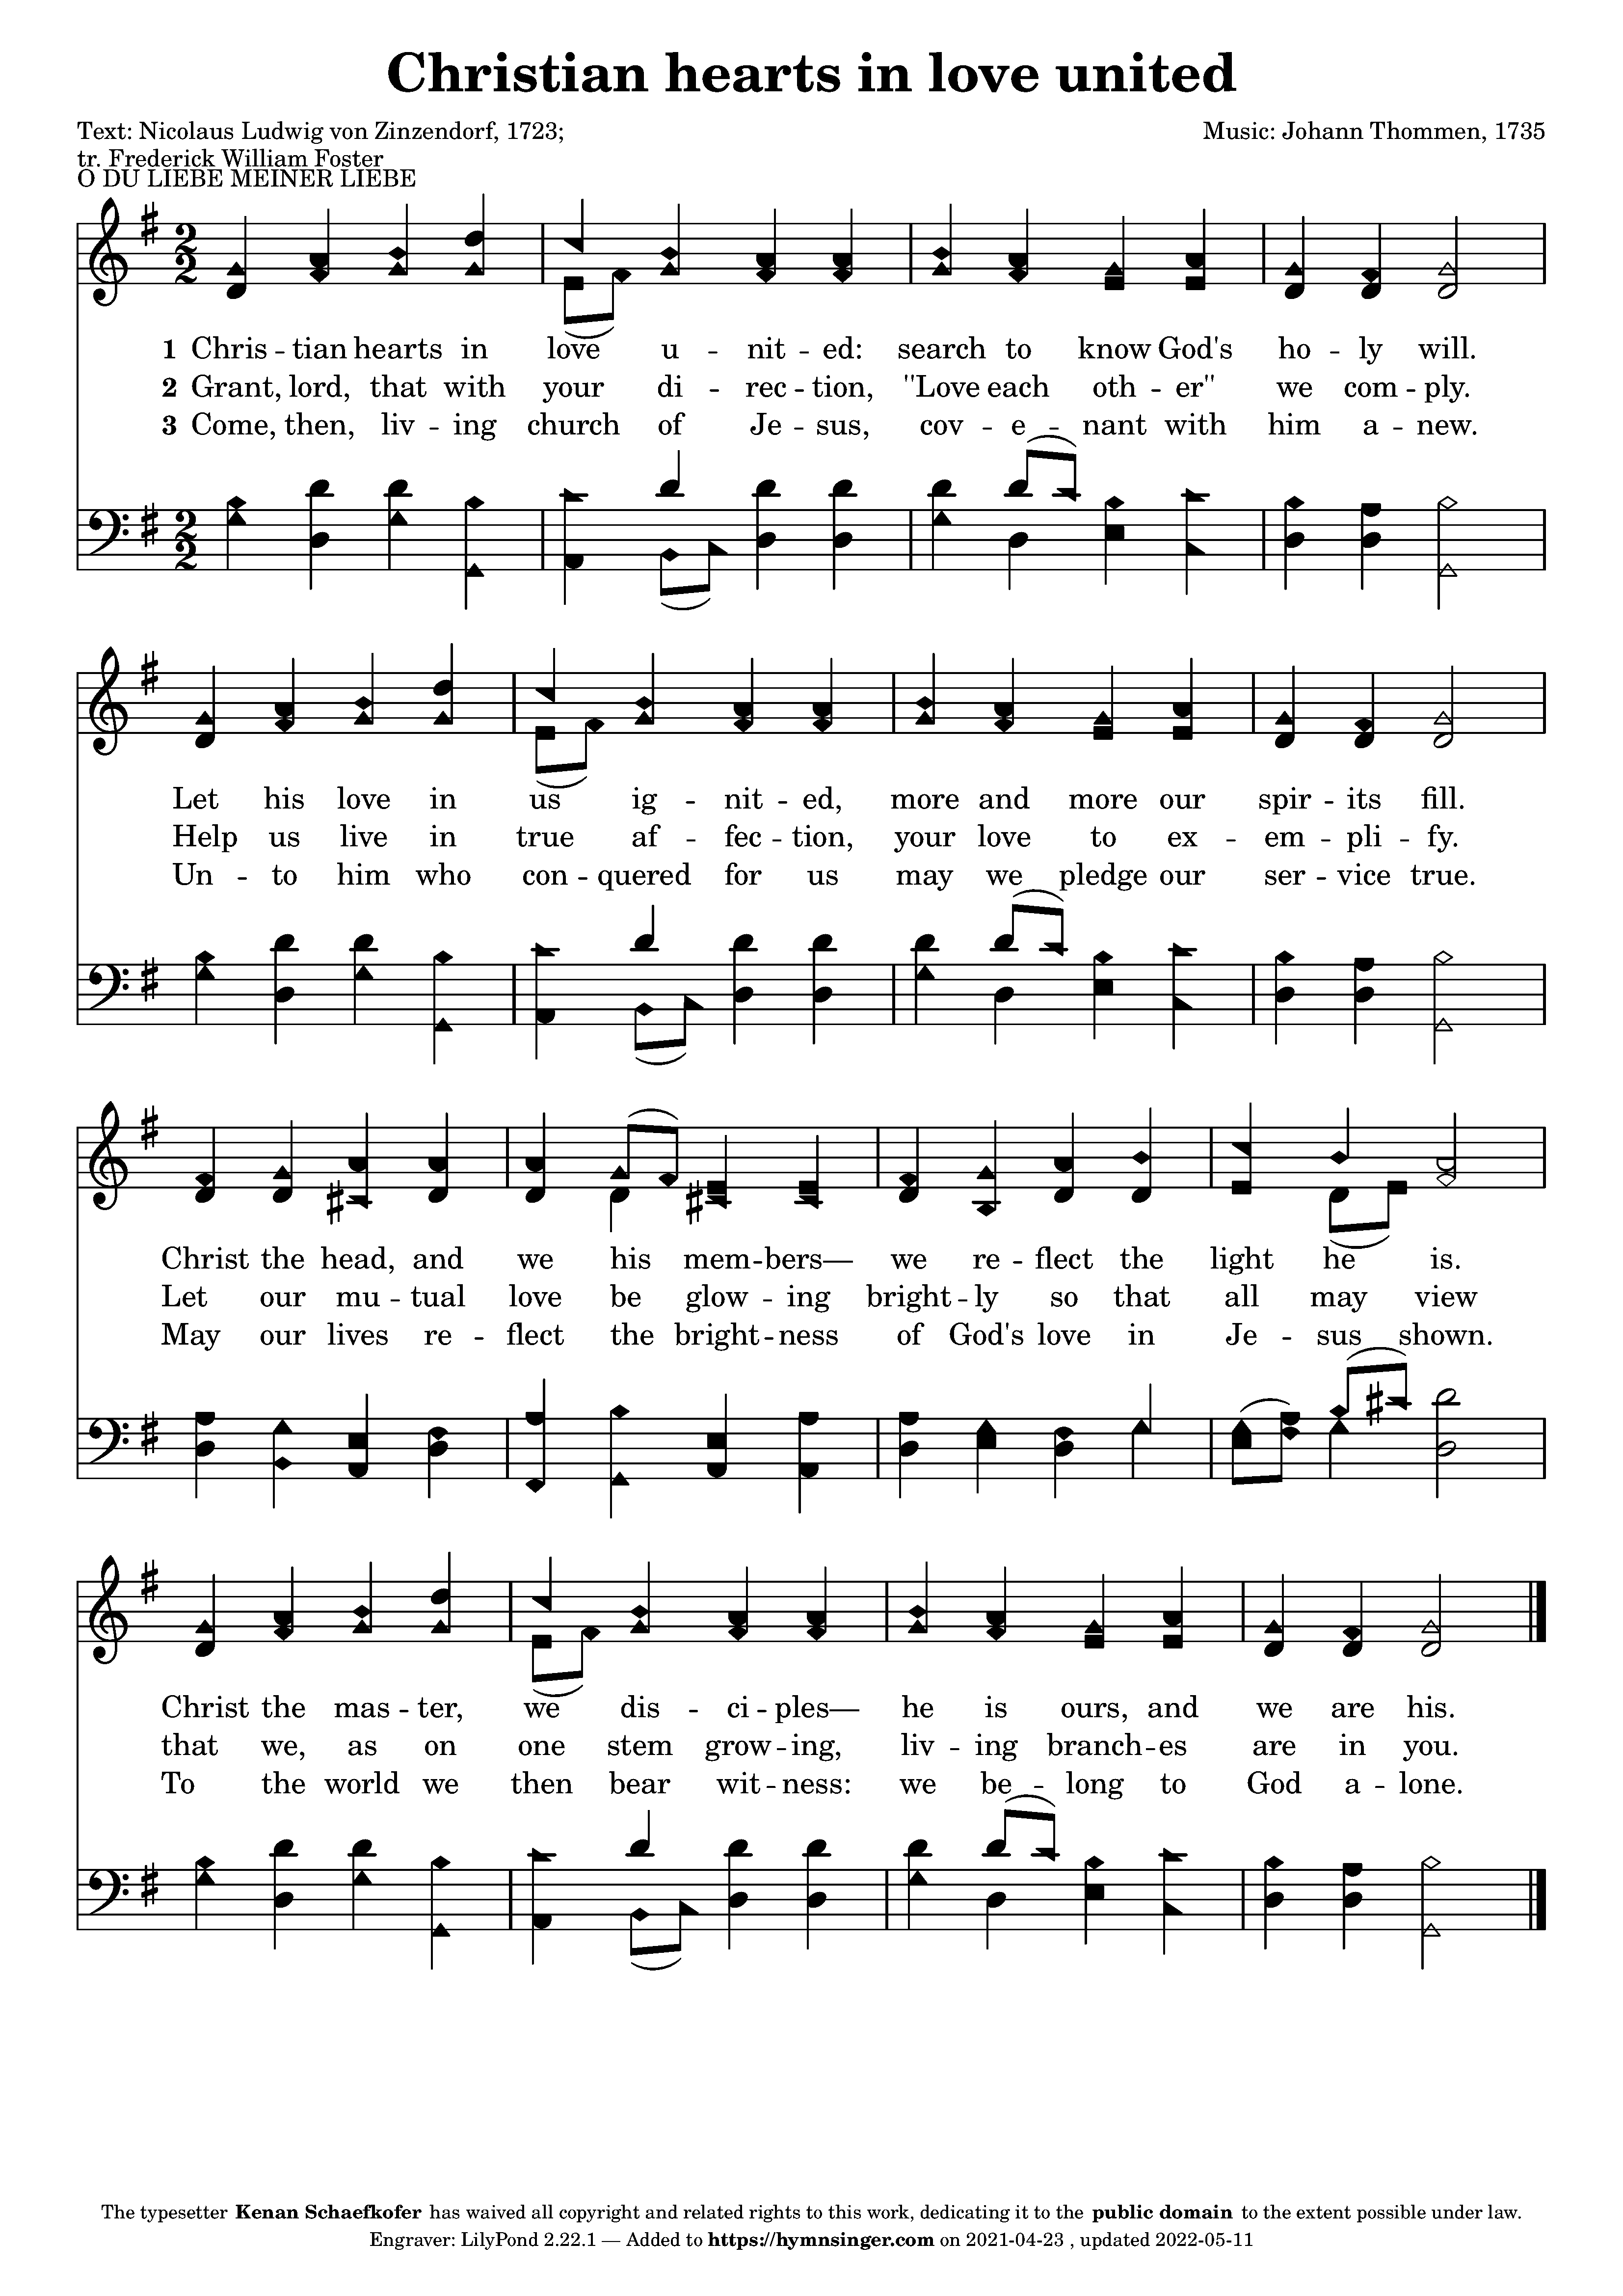 Christian hearts in love united
Text: Nicolaus Ludwig von Zinzendorf, 1723;
Music: Johann Thommen, 1735
tr. Frederick William Foster
O DU LIEBE MEINER LIEBE
1 Chris - tian hearts in love u - nit - ed: search to know God's ho - ly will.
2 Grant, lord, that with your di - rec - tion, "Love each oth - er" we com - ply.
3 Come, then, liv - ing church of Je - sus, cov - e - nant with him a - new.
Let his love in us ig - nit - ed, more and more our spir - its fill.
Help us live in true af - fec - tion, your love to ex - em - pli - fy.
Un - to him who con - quered for us may we pledge our ser - vice true.
Christ the head, and we his mem - bers— we re - flect the light he is.
Let our mu - tual love be glow - ing bright - ly so that all may view
May our lives re - flect the bright - ness of God's love in Je - sus shown.
Christ the mas - ter, we dis - ci - ples— he is ours, and we are his.
that we, as on one stem grow - ing, liv - ing branch - es are in you.
To the world we then bear wit - ness: we be - long to God a - lone.
The typesetter Kenan Schaefkofer has waived all copyright and related rights to this work, dedicating it to the public domain to the extent possible under law.
Engraver: LilyPond 2.22.1 — Added to https://hymnsinger.com on 2021-04-23 , updated 2022-05-11